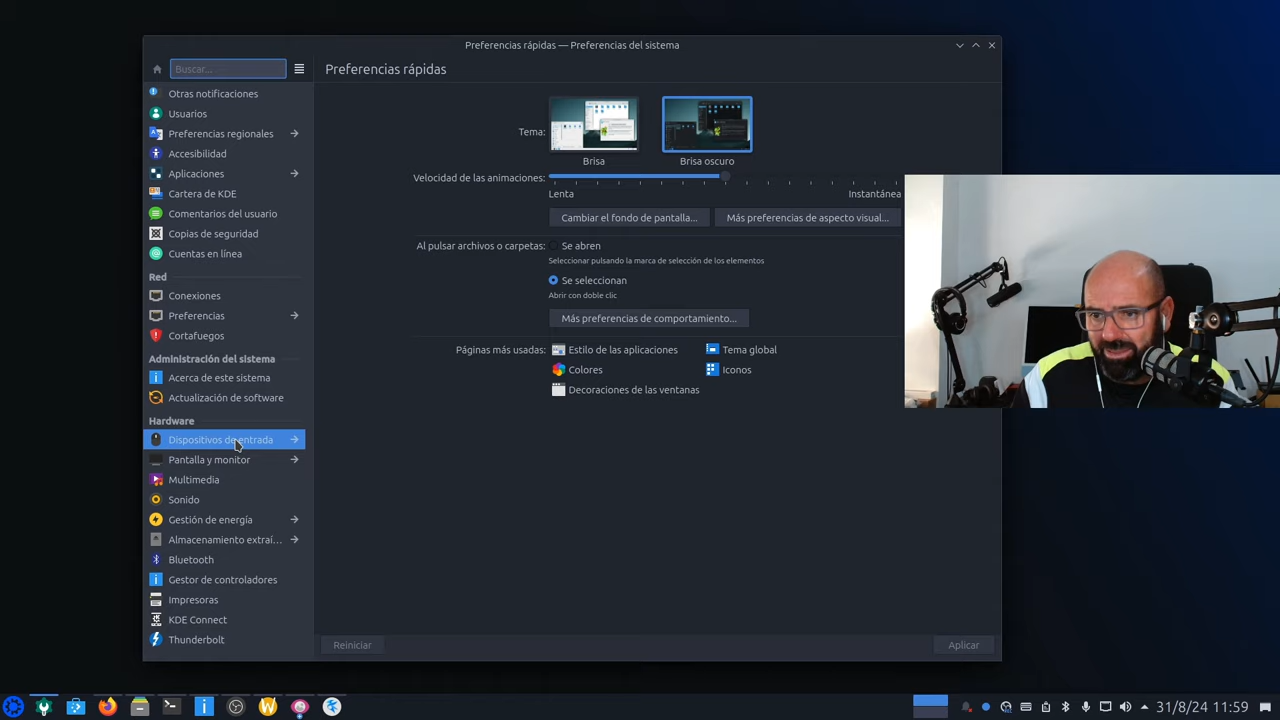 Preferencias rápidas — Preferencias del sistema
Buscar...
Preferencias rápidas
Otras notificaciones
Usuarios
Preferencias regionales
Accesibilidad
Aplicaciones
Cartera de KDE
Comentarios del usuario
Copias de seguridad
Cuentas en línea
Red
Conexiones
Preferencias
Cortafuegos
Administración del sistema
Acerca de este sistema
Actualización de software
Hardware
Dispositivos de entrada
Pantalla y monitor
Multimedia
Sonido
Gestión de energía
Almacenamiento extraí...
Bluetooth
Gestor de controladores
Impresoras
KDE Connect
Thunderbolt
Tema:
Brisa
Brisa oscuro
Velocidad de las animaciones:
Lenta
Instantánea
Cambiar el fondo de pantalla...
Más preferencias de aspecto visual...
Al pulsar archivos o carpetas:
Se abren
Seleccionar pulsando la marca de selección de los elementos
Se seleccionan
Abrir con doble clic
Más preferencias de comportamiento...
Páginas más usadas:
Estilo de las aplicaciones
Tema global
Colores
Iconos
Decoraciones de las ventanas
Reiniciar
Aplicar
31/8/24 11:59